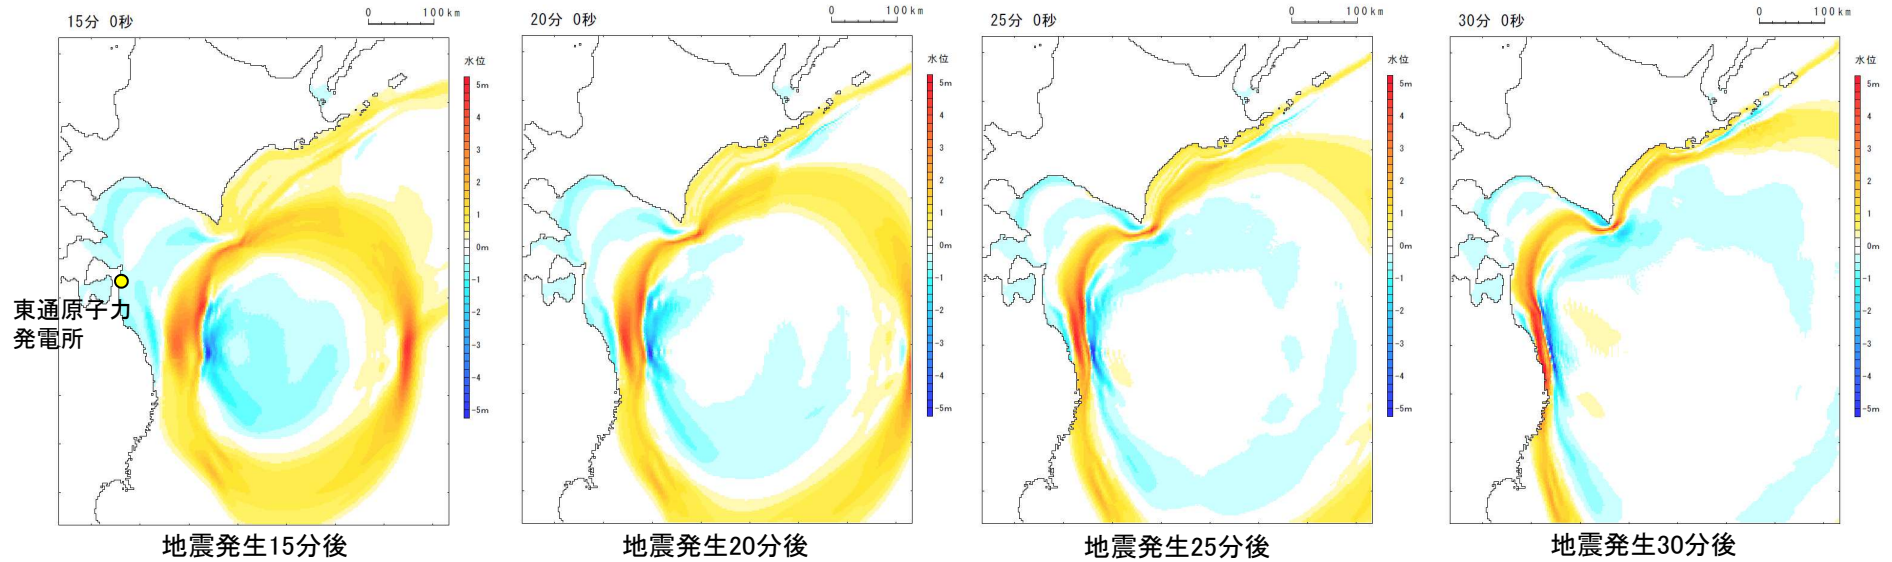 15分 0秒
0 100km
水位
5m
4
3
2
1
0m
-1
-2
-3
-4
-5m
東通原子力
発電所
地震発生15分後
20分 0秒
0 100km
水位
5m
4
3
2
1
0m
-1
-2
-3
-4
-5m
地震発生20分後
25分 0秒
0 100km
水位
5m
4
3
2
1
0m
-1
-2
-3
-4
-5m
地震発生25分後
30分 0秒
0 100km
水位
5m
4
3
2
1
0m
-1
-2
-3
-4
-5m
地震発生30分後